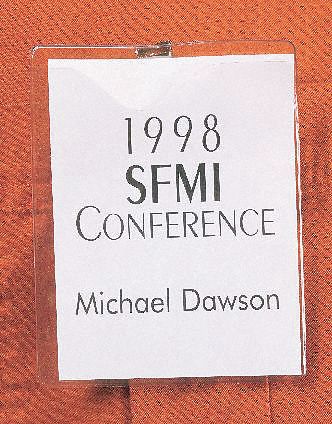 1998
SFMI
CONFERENCE
Michael Dawson